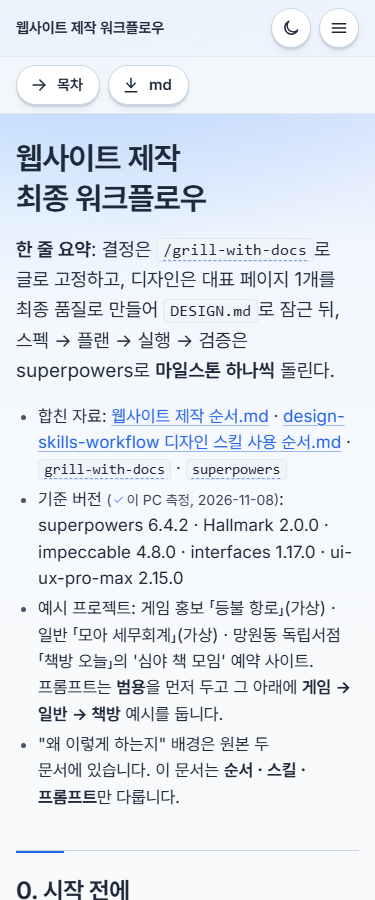 웹사이트 제작 워크플로우
→ 목차
md
웹사이트 제작
최종 워크플로우
한 줄 요약: 결정은 /grill-with-docs 로
글로 고정하고, 디자인은 대표 페이지 1개를
최종 품질로 만들어 DESIGN.md 로 잠근 뒤,
스펙 → 플랜 → 실행 → 검증은
superpowers로 마일스톤 하나씩 돌린다.
• 합친 자료: 웹사이트 제작 순서.md · design-
skills-workflow 디자인 스킬 사용 순서.md ·
grill-with-docs · superpowers
• 기준 버전 (✓ 이 PC 측정, 2026-11-08):
superpowers 6.4.2 · Hallmark 2.0.0 ·
impeccable 4.8.0 · interfaces 1.17.0 · ui-
ux-pro-max 2.15.0
• 예시 프로젝트: 게임 홍보 「등불 항로」(가상) ·
일반 「모아 세무회계」(가상) · 망원동 독립서점
「책방 오늘」의 '심야 책 모임' 예약 사이트.
프롬프트는 범용을 먼저 두고 그 아래에 게임 →
일반 → 책방 예시를 둡니다.
• "왜 이렇게 하는지" 배경은 원본 두
문서에 있습니다. 이 문서는 순서 · 스킬 ·
프롬프트만 다룹니다.
0. 시작 전에